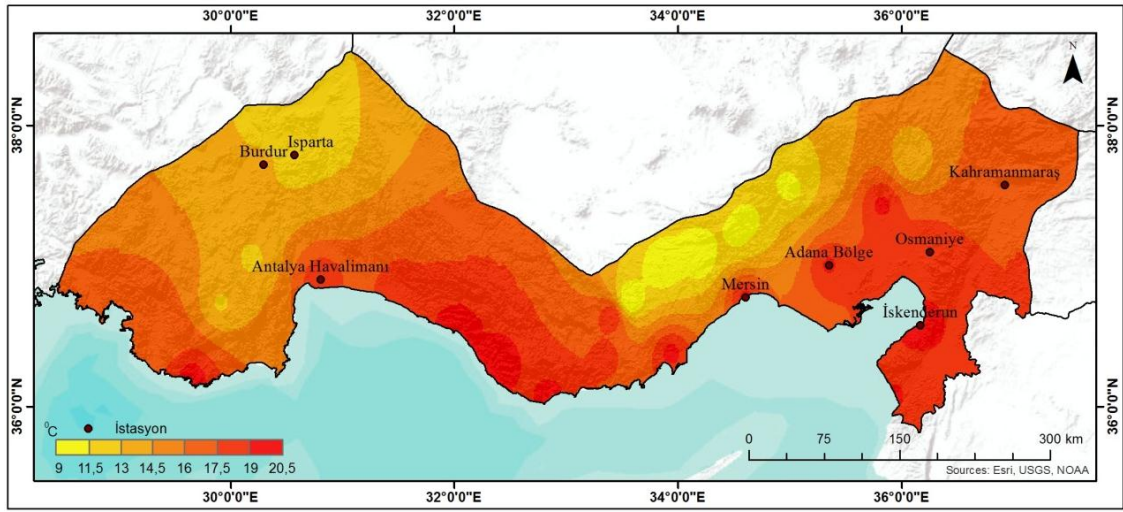 30°0'0"E 32°0'0"E 34°0'0"E 36°0'0"E
N
38°0'0"N 38°0'0"N
Isparta
Burdur
Kahramanmaraş
Osmaniye
Adana Bölge
Antalya Havalimanı
Mersin
İskenderun
36°0'0"N 36°0'0"N
İstasyon
⁰C
9 11,5 13 14,5 16 17,5 19 20,5
0 75 150 300 km
Sources: Esri, USGS, NOAA
30°0'0"E 32°0'0"E 34°0'0"E 36°0'0"E